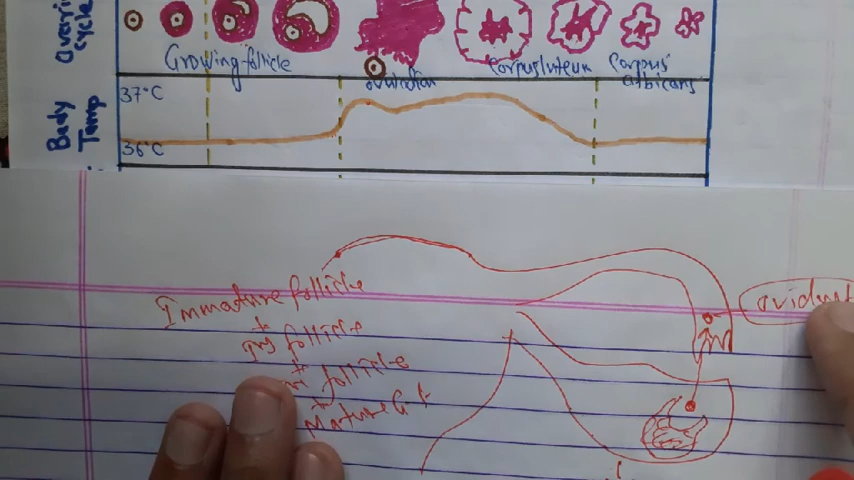 Ovarian cycle
Growing follicle
ovulation
Corpus luteum
Corpus albicans
Body Temp
37°C
36°C
Immature follicle
follicle
follicle
Mature G.f
oviduct